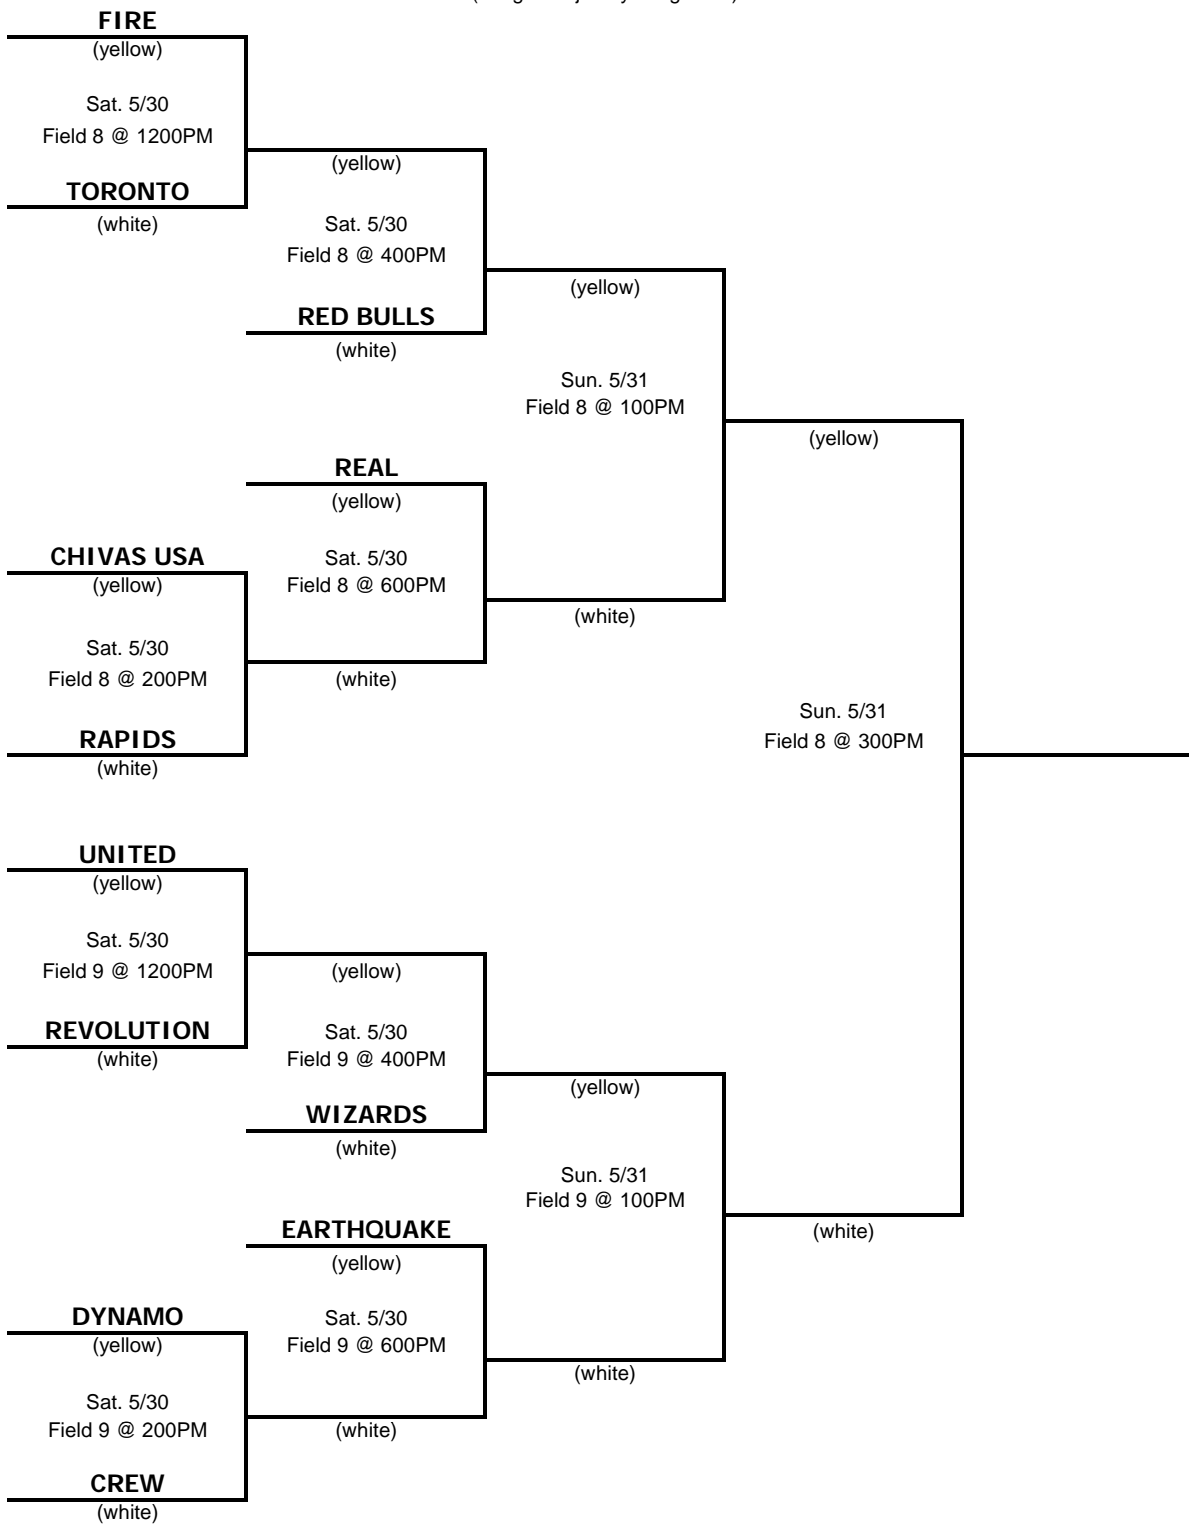 FIRE
(yellow)
Sat. 5/30
Field 8 @ 1200PM
TORONTO
(white)
(yellow)
Sat. 5/30
Field 8 @ 400PM
RED BULLS
(white)
(yellow)
Sun. 5/31
Field 8 @ 100PM
(yellow)
REAL
(yellow)
CHIVAS USA
(yellow)
Sat. 5/30
Field 8 @ 600PM
(white)
Sat. 5/30
Field 8 @ 200PM
(white)
RAPIDS
(white)
Sun. 5/31
Field 8 @ 300PM
UNITED
(yellow)
Sat. 5/30
Field 9 @ 1200PM
(yellow)
REVOLUTION
(white)
Sat. 5/30
Field 9 @ 400PM
(yellow)
WIZARDS
(white)
Sun. 5/31
Field 9 @ 100PM
(white)
EARTHQUAKE
(yellow)
DYNAMO
(yellow)
Sat. 5/30
Field 9 @ 600PM
(white)
Sat. 5/30
Field 9 @ 200PM
(white)
CREW
(white)